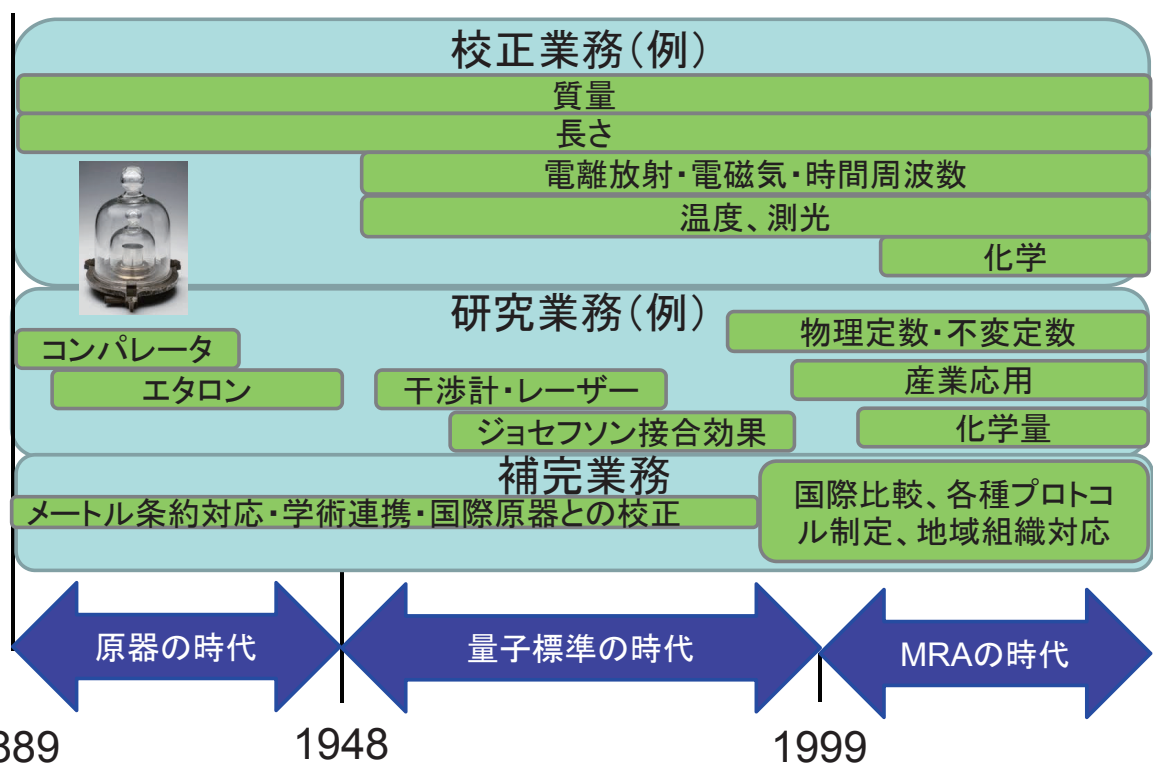 校正業務(例)
質量
長さ
電離放射・電磁気・時間周波数
温度、測光
化学
研究業務(例)
物理定数・不変定数
コンパレータ
エタロン
干渉計・レーザー
産業応用
ジョセフソン接合効果
化学量
補完業務
メートル条約対応・学術連携・国際原器との校正
国際比較、各種プロトコ
ル制定、地域組織対応
原器の時代
量子標準の時代
MRAの時代
889
1948
1999